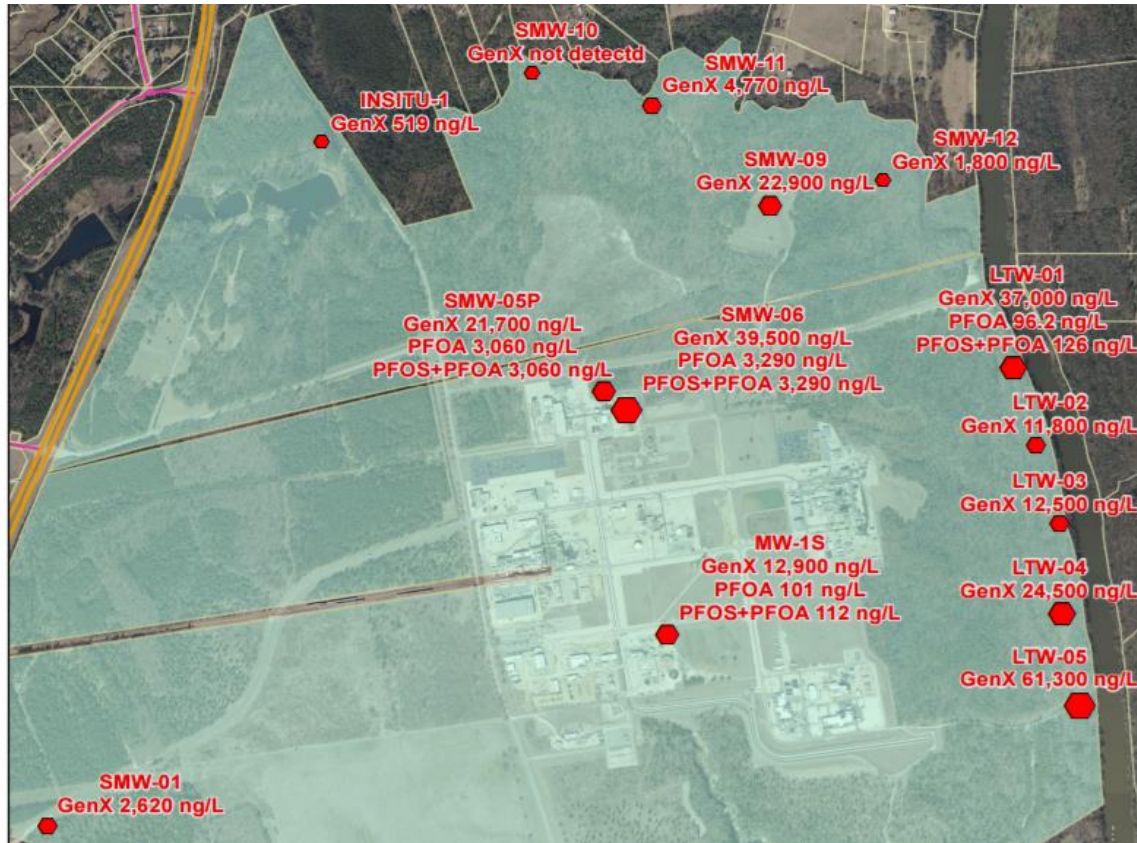 SMW-10
GenX not detectd
SMW-11
GenX 4,770 ng/L
INSITU-1
GenX 519 ng/L
SMW-12
GenX 1,800 ng/L
SMW-09
GenX 22,900 ng/L
LTW-01
GenX 37,000 ng/L
PFOA 96.2 ng/L
PFOS+PFOA 126 ng/L
SMW-05P
GenX 21,700 ng/L
PFOA 3,060 ng/L
PFOS+PFOA 3,060 ng/L
SMW-06
GenX 39,500 ng/L
PFOA 3,290 ng/L
PFOS+PFOA 3,290 ng/L
LTW-02
GenX 11,800 ng/L
LTW-03
GenX 12,500 ng/L
MW-1S
GenX 12,900 ng/L
PFOA 101 ng/L
PFOS+PFOA 112 ng/L
LTW-04
GenX 24,500 ng/L
LTW-05
GenX 61,300 ng/L
SMW-01
GenX 2,620 ng/L